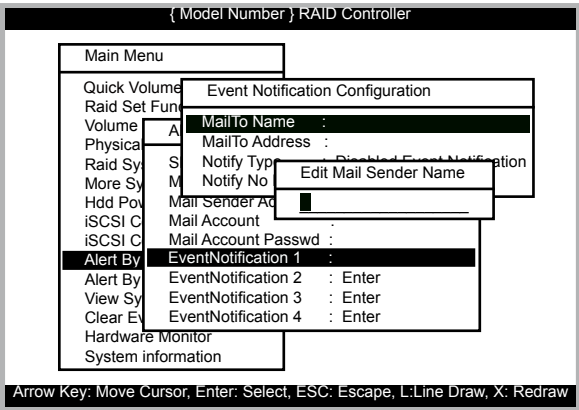 { Model Number } RAID Controller
Main Menu
Quick Volume
Raid Set Func
Volume
Physical
Raid Sy
More Sy
Hdd Pov
iSCSI C
iSCSI C
Alert By
Alert By
View Sy
Clear Ev
Hardware Monitor
System information
Event Notification Configuration
MailTo Name :
MailTo Address :
Notify Type : Disabled Event Notification
Notify No
Edit Mail Sender Name
A
S
M
Mail Sender Ad
Mail Account :
Mail Account Passwd :
EventNotification 1 :
EventNotification 2 : Enter
EventNotification 3 : Enter
EventNotification 4 : Enter
Arrow Key: Move Cursor, Enter: Select, ESC: Escape, L:Line Draw, X: Redraw